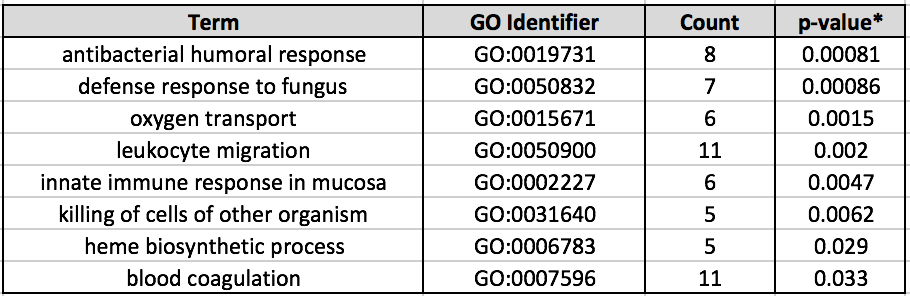 Term GO Identifier Count p-value*
antibacterial humoral response GO:0019731 8 0.00081
defense response to fungus GO:0050832 7 0.00086
oxygen transport GO:0015671 6 0.0015
leukocyte migration GO:0050900 11 0.002
innate immune response in mucosa GO:0002227 6 0.0047
killing of cells of other organism GO:0031640 5 0.0062
heme biosynthetic process GO:0006783 5 0.029
blood coagulation GO:0007596 11 0.033